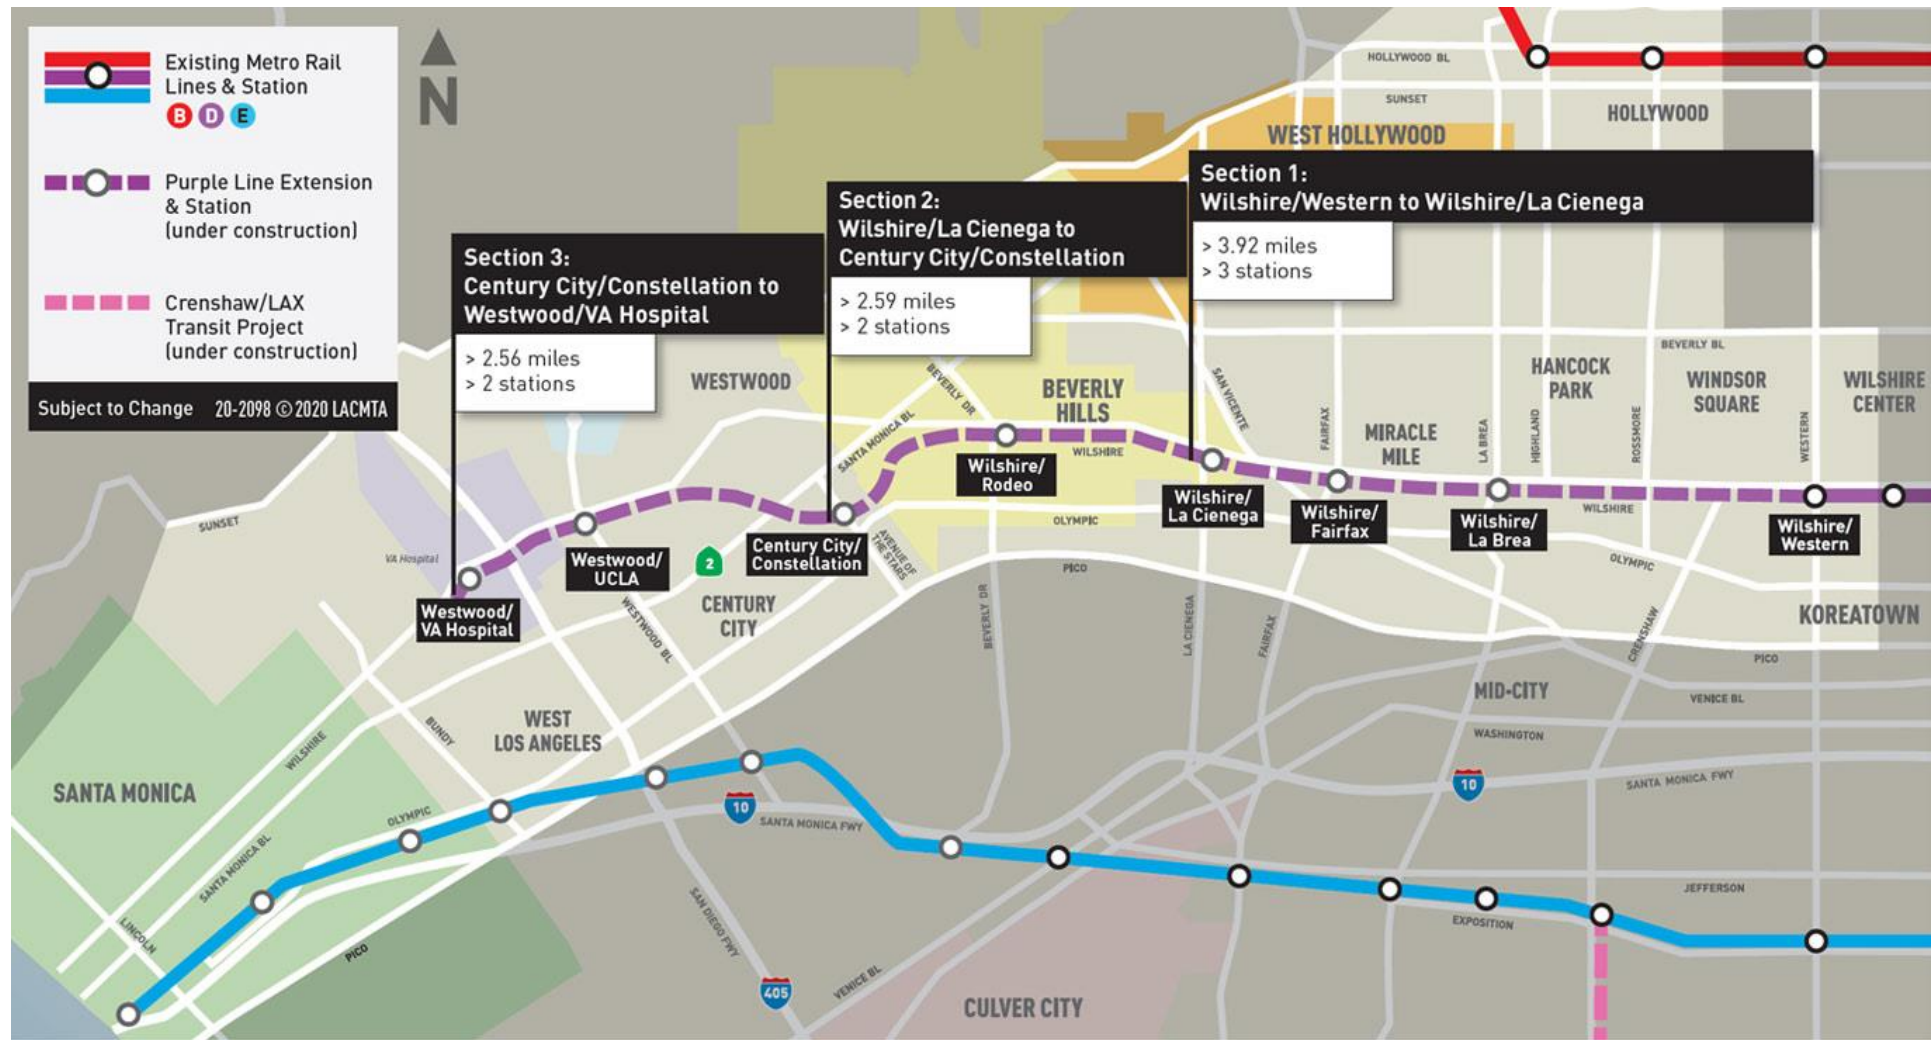 Existing Metro Rail
Lines & Station
B D E
Purple Line Extension
& Station
(under construction)
Crenshaw/LAX
Transit Project
(under construction)
Subject to Change 20-2098 © 2020 LACMTA
N
Section 3:
Century City/Constellation to
Westwood/VA Hospital
> 2.56 miles
> 2 stations
Section 2:
Wilshire/La Cienega to
Century City/Constellation
> 2.59 miles
> 2 stations
Section 1:
Wilshire/Western to Wilshire/La Cienega
> 3.92 miles
> 3 stations
HOLLYWOOD BL
SUNSET
HOLLYWOOD
WEST HOLLYWOOD
BEVERLY BL
WESTWOOD
BEVERLY DR
BEVERLY
HILLS
SAN VICENTE
FAIRFAX
MIRACLE
MILE
LA BREA
HIGHLAND
HANCOCK
PARK
ROSSMORE
WINDSOR
SQUARE
WESTERN
WILSHIRE
CENTER
SANTA MONICA BL
WILSHIRE
WILSHIRE
Wilshire/
Rodeo
Wilshire/
La Cienega
Wilshire/
Fairfax
Wilshire/
La Brea
Wilshire/
Western
SUNSET
VA Hospital
Westwood/
VA Hospital
Westwood/
UCLA
2
Century City/
Constellation
AVENUE OF
THE STARS
OLYMPIC
OLYMPIC
PICO
CENTURY
CITY
WESTWOOD BL
BEVERLY DR
LA CIENEGA
FAIRFAX
CRENSHAW
KOREATOWN
PICO
MID-CITY
VENICE BL
WASHINGTON
WEST
LOS ANGELES
BUNDY
WILSHIRE
SANTA MONICA
OLYMPIC
SANTA MONICA BL
LINCOLN
PICO
10
SANTA MONICA FWY
10
SANTA MONICA FWY
SAN DIEGO FWY
405
VENICE BL
CULVER CITY
JEFFERSON
EXPOSITION